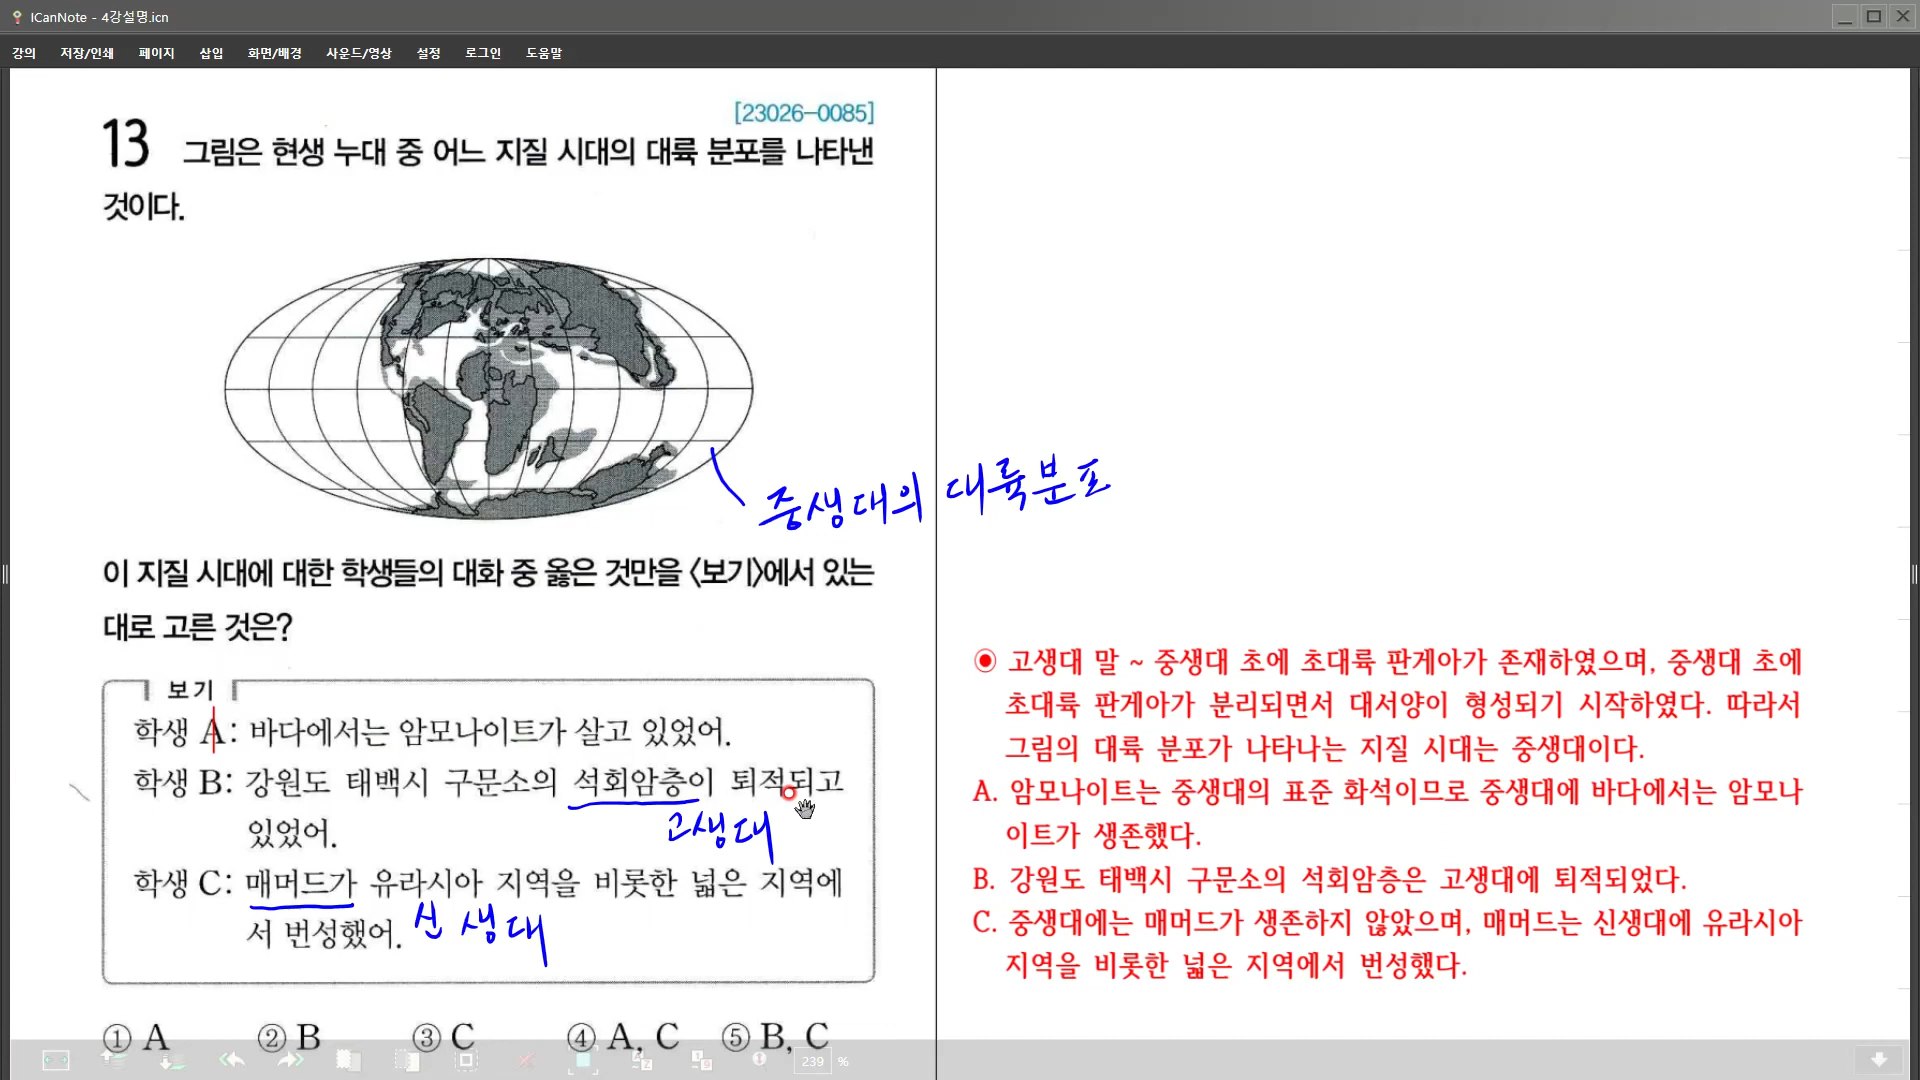 ICanNote - 4강설명.icn
강의 저장/인쇄 페이지 삽입 화면/배경 사운드/영상 설정 로그인 도움말
[23026-0085]
13 그림은 현생 누대 중 어느 지질 시대의 대륙 분포를 나타낸
것이다.
중생대의 대륙분포
이 지질 시대에 대한 학생들의 대화 중 옳은 것만을 〈보기〉에서 있는
대로 고른 것은?
보기
학생 A: 바다에서는 암모나이트가 살고 있었어.
학생 B: 강원도 태백시 구문소의 석회암층이 퇴적되고
있었어.
고생대
학생 C: 매머드가 유라시아 지역을 비롯한 넓은 지역에
서 번성했어.
신생대
① A ② B ③ C ④ A, C ⑤ B, C
◉ 고생대 말 ~ 중생대 초에 초대륙 판게아가 존재하였으며, 중생대 초에
초대륙 판게아가 분리되면서 대서양이 형성되기 시작하였다. 따라서
그림의 대륙 분포가 나타나는 지질 시대는 중생대이다.
A. 암모나이트는 중생대의 표준 화석이므로 중생대에 바다에서는 암모나
이트가 생존했다.
B. 강원도 태백시 구문소의 석회암층은 고생대에 퇴적되었다.
C. 중생대에는 매머드가 생존하지 않았으며, 매머드는 신생대에 유라시아
지역을 비롯한 넓은 지역에서 번성했다.
239 %